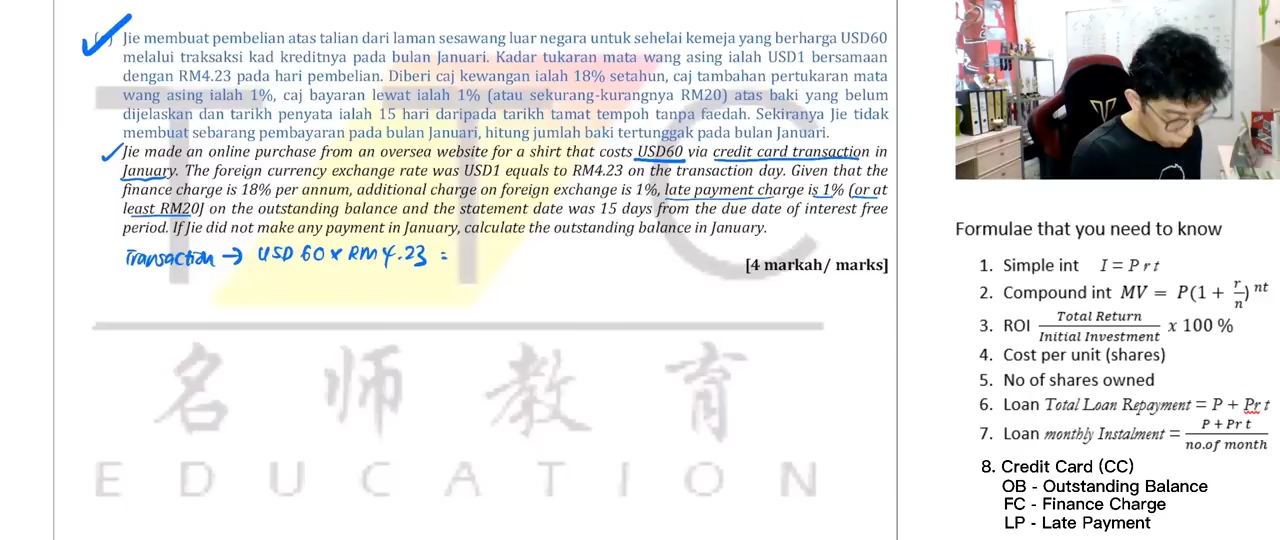 Jie membuat pembelian atas talian dari laman sesawang luar negara untuk sehelai kemeja yang berharga USD60
melalui traksaksi kad kreditnya pada bulan Januari. Kadar tukaran mata wang asing ialah USD1 bersamaan
dengan RM4.23 pada hari pembelian. Diberi caj kewangan ialah 18% setahun, caj tambahan pertukaran mata
wang asing ialah 1%, caj bayaran lewat ialah 1% (atau sekurang-kurangnya RM20) atas baki yang belum
dijelaskan dan tarikh penyata ialah 15 hari daripada tarikh tamat tempoh tanpa faedah. Sekiranya Jie tidak
membuat sebarang pembayaran pada bulan Januari, hitung jumlah baki tertunggak pada bulan Januari.
Jie made an online purchase from an oversea website for a shirt that costs USD60 via credit card transaction in
January. The foreign currency exchange rate was USD1 equals to RM4.23 on the transaction day. Given that the
finance charge is 18% per annum, additional charge on foreign exchange is 1%, late payment charge is 1% (or at
least RM20) on the outstanding balance and the statement date was 15 days from the due date of interest free
period. If Jie did not make any payment in January, calculate the outstanding balance in January.
Transaction → USD 60 × RM 4.23 =
[4 markah/ marks]
名师教育
EDUCATION
Formulae that you need to know
1. Simple int I = P r t
2. Compound int MV = P(1 + r/n) nt
3. ROI Total Return / Initial Investment x 100 %
4. Cost per unit (shares)
5. No of shares owned
6. Loan Total Loan Repayment = P + Pr t
7. Loan monthly Instalment = P + Pr t / no.of month
8. Credit Card (CC)
OB - Outstanding Balance
FC - Finance Charge
LP - Late Payment